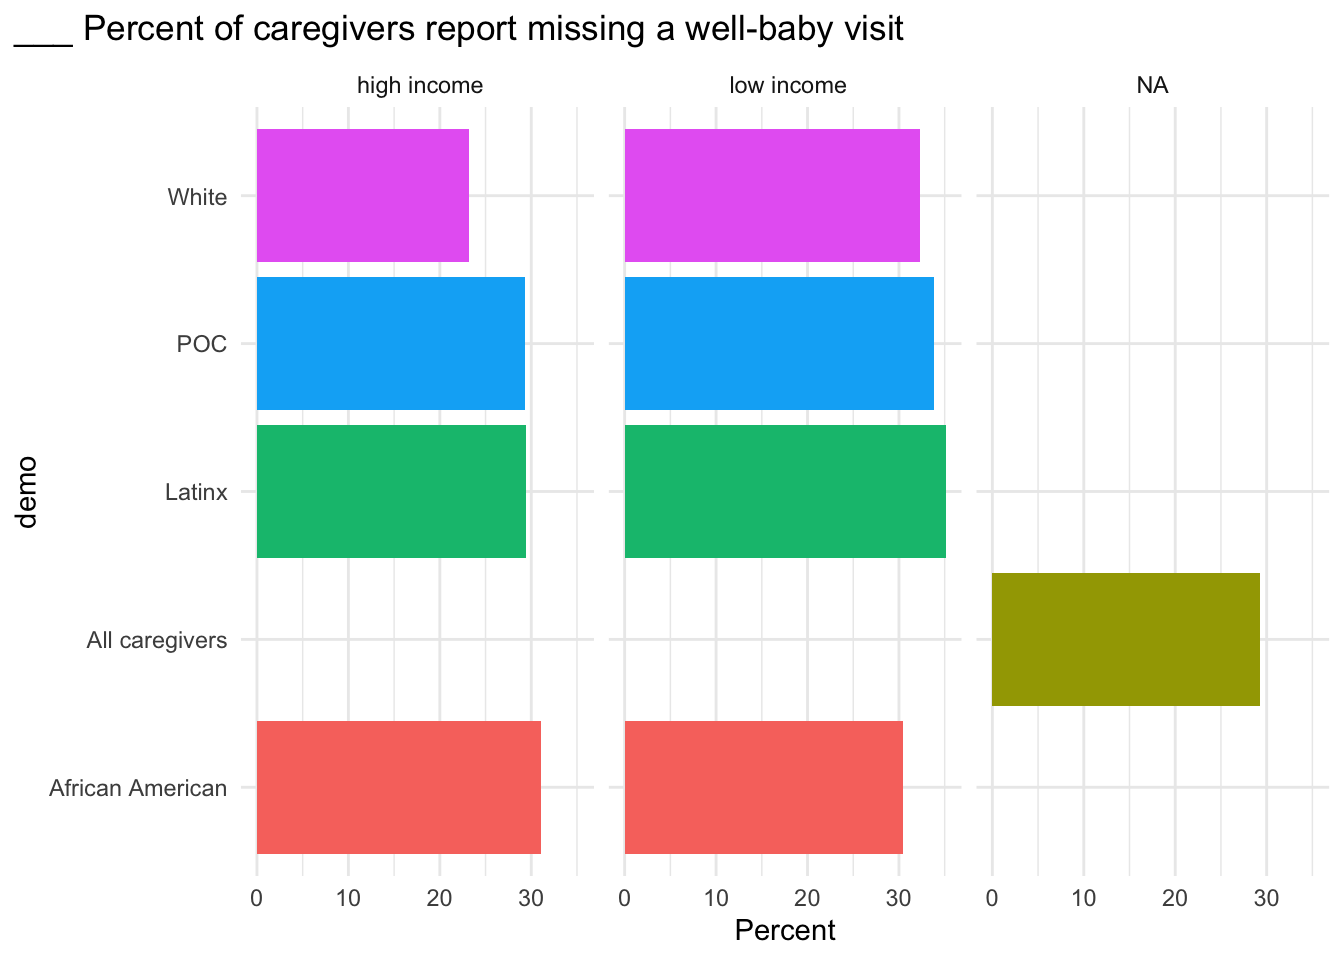 ___ Percent of caregivers report missing a well-baby visit
high income
low income
NA
White
POC
Latinx
All caregivers
African American
demo
0 10 20 30
0 10 20 30
0 10 20 30
Percent